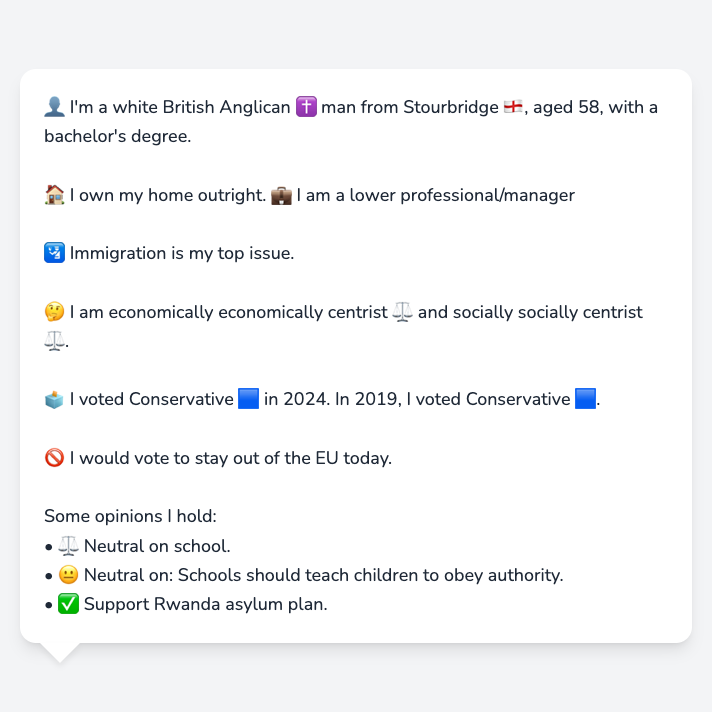 👤 I'm a white British Anglican ✝️ man from Stourbridge 🏴󠁧󠁢󠁥󠁮󠁧󠁿, aged 58, with a
bachelor's degree.
🏠 I own my home outright. 💼 I am a lower professional/manager
🛂 Immigration is my top issue.
🤔 I am economically economically centrist ⚖️ and socially socially centrist
⚖️.
🗳️ I voted Conservative 🟦 in 2024. In 2019, I voted Conservative 🟦.
🚫 I would vote to stay out of the EU today.
Some opinions I hold:
• ⚖️ Neutral on school.
• 😐 Neutral on: Schools should teach children to obey authority.
• ✅ Support Rwanda asylum plan.